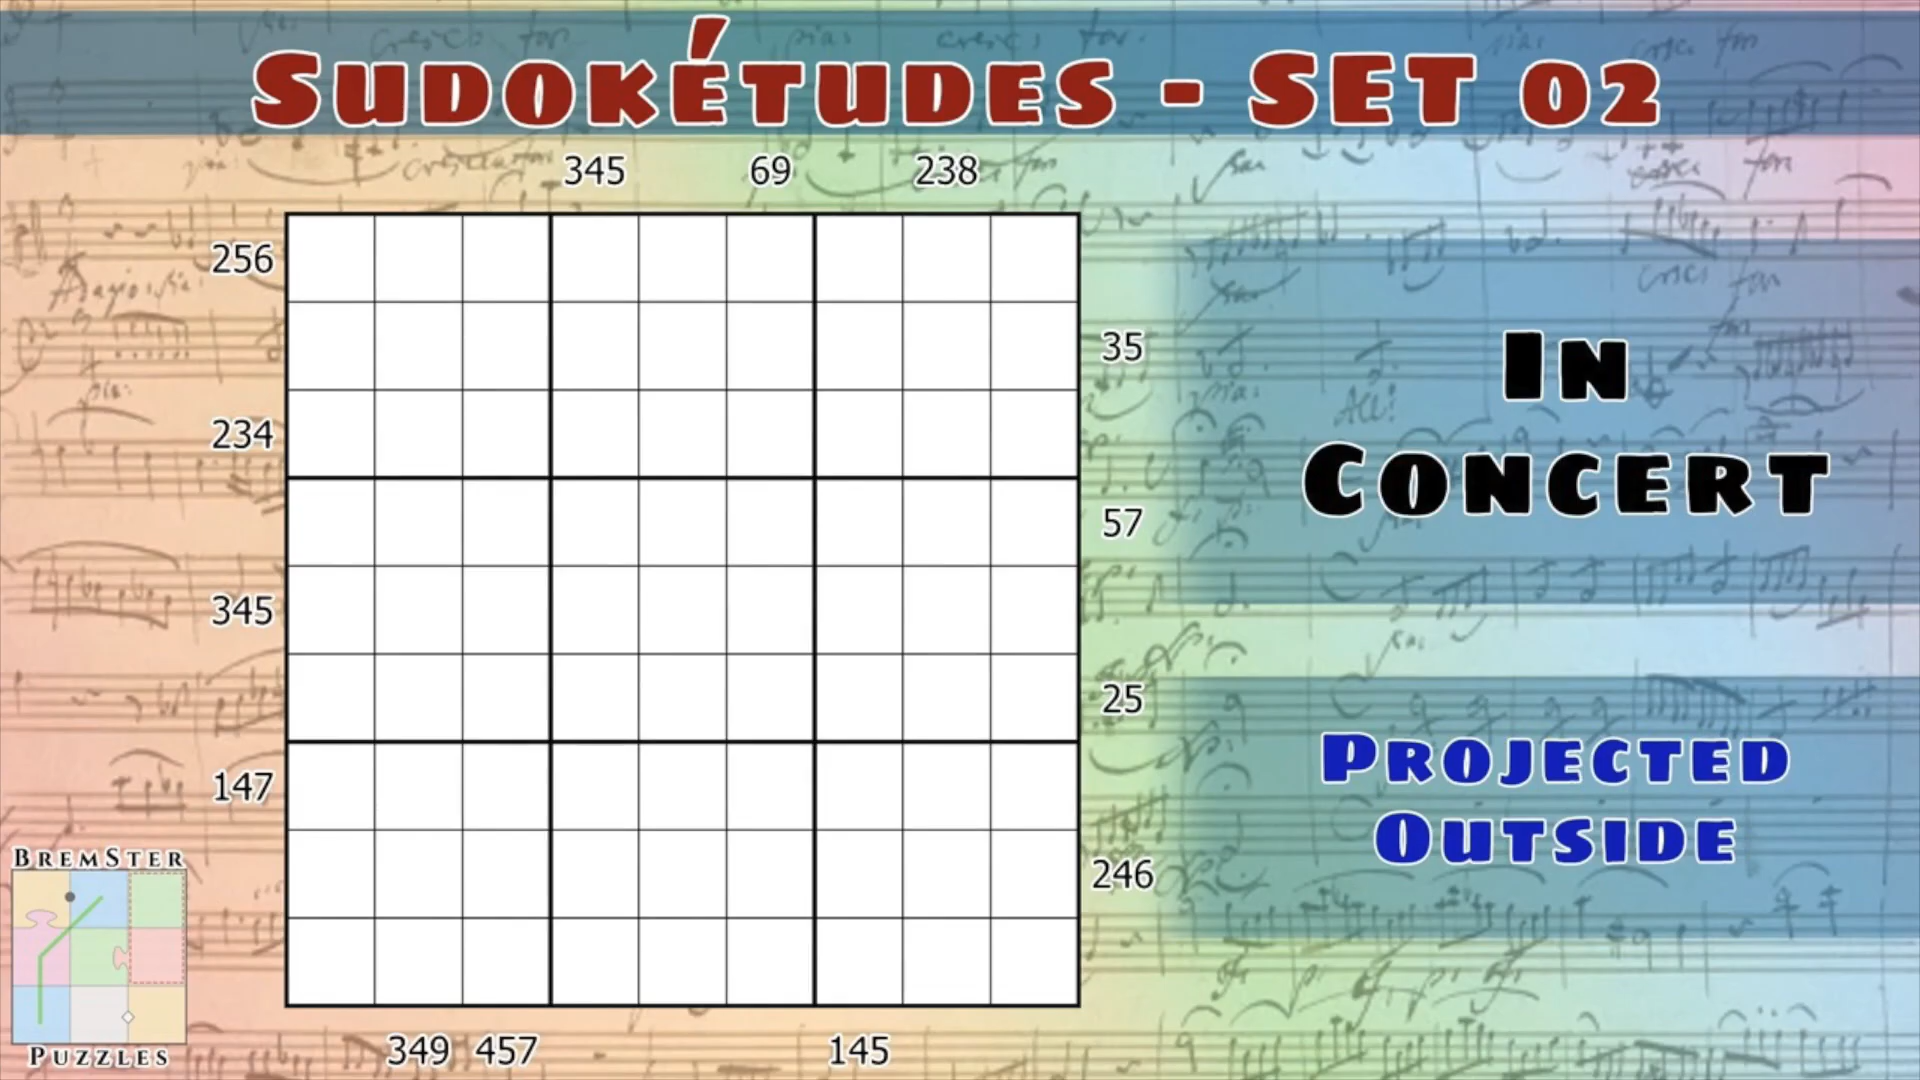 SUDOKÉTUDES - SET 02
345 69 238
256
35
234
57
345
25
147
246
349 457 145
IN
CONCERT
PROJECTED
OUTSIDE
BREMSTER
PUZZLES